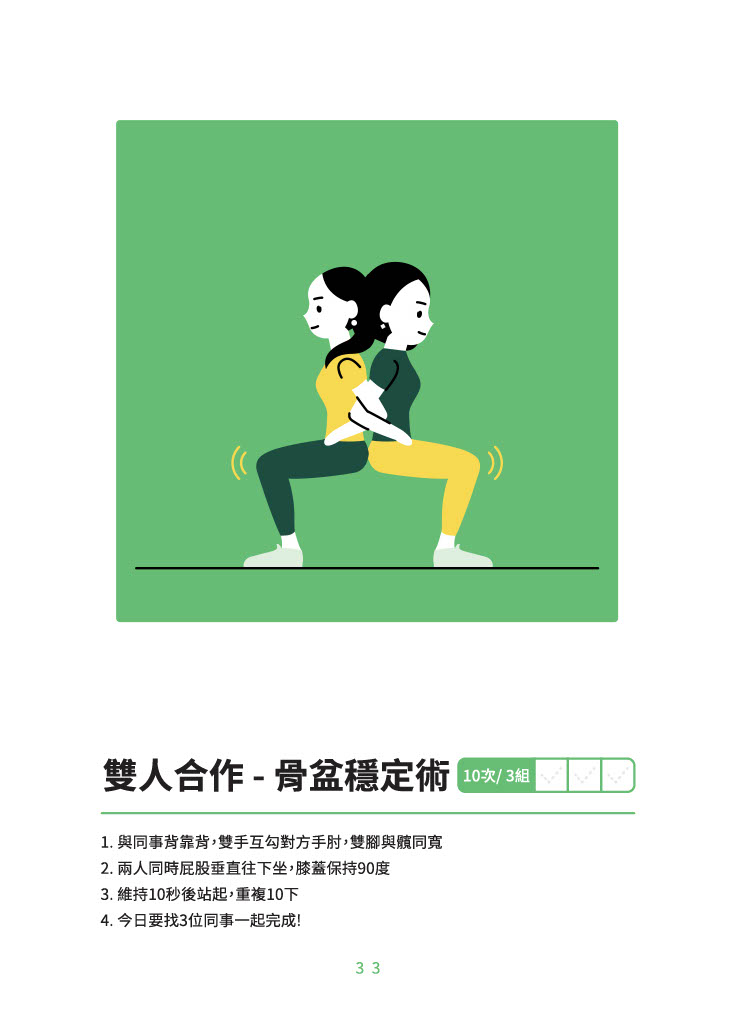 雙人合作 - 骨盆穩定術 10次/ 3組
1. 與同事背靠背，雙手互勾對方手肘，雙腳與髖同寬
2. 兩人同時屁股垂直往下坐，膝蓋保持90度
3. 維持10秒後站起，重複10下
4. 今日要找3位同事一起完成!
33